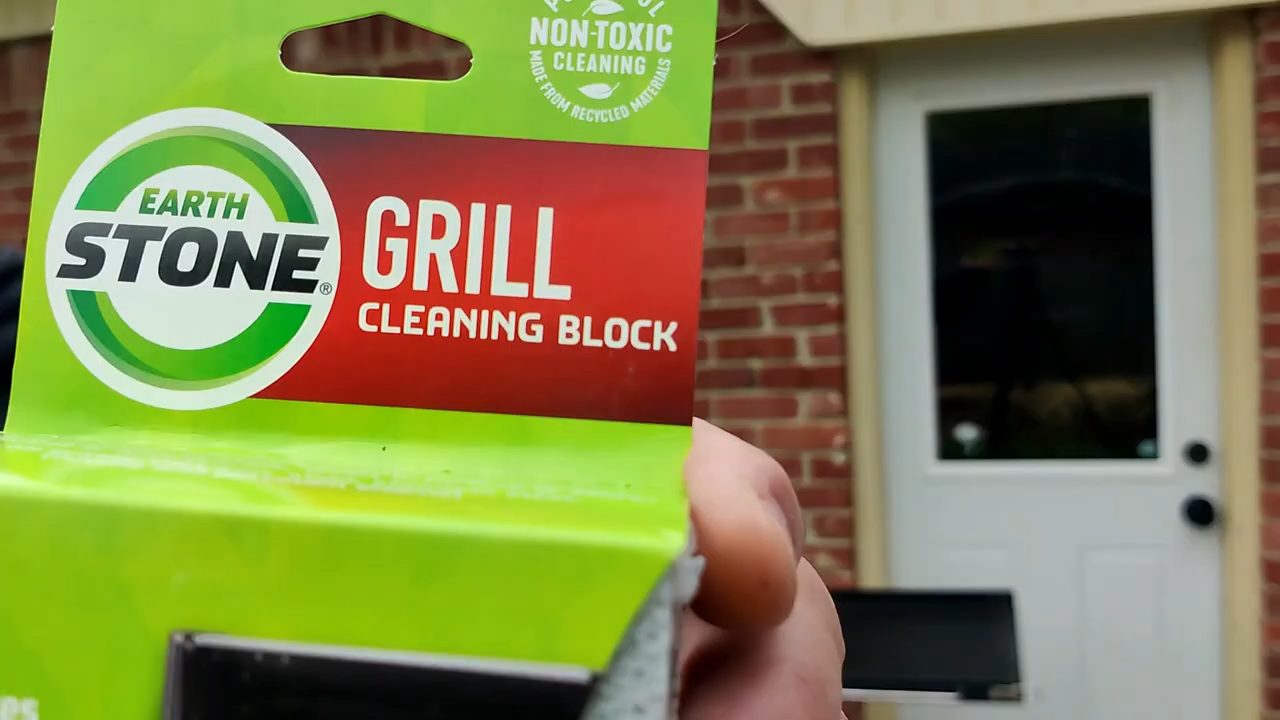 NON-TOXIC
CLEANING
MADE FROM RECYCLED MATERIALS
EARTH
STONE®
GRILL
CLEANING BLOCK